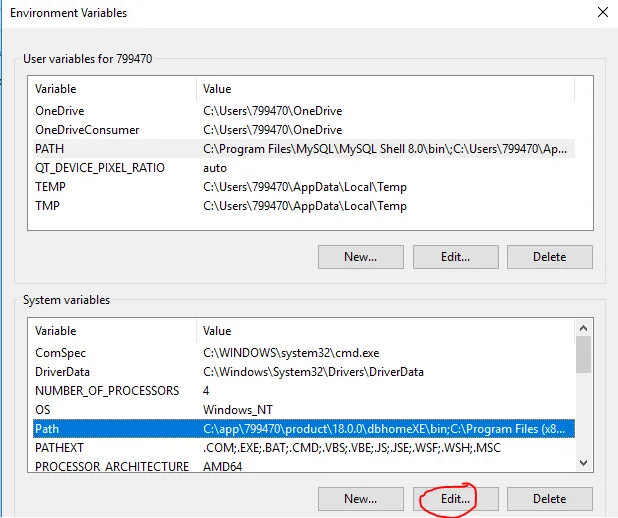 Environment Variables
User variables for 799470
Variable Value
OneDrive C:\Users\799470\OneDrive
OneDriveConsumer C:\Users\799470\OneDrive
PATH C:\Program Files\MySQL\MySQL Shell 8.0\bin\;C:\Users\799470\Ap...
QT_DEVICE_PIXEL_RATIO auto
TEMP C:\Users\799470\AppData\Local\Temp
TMP C:\Users\799470\AppData\Local\Temp
New... Edit... Delete
System variables
Variable Value
ComSpec C:\WINDOWS\system32\cmd.exe
DriverData C:\Windows\System32\Drivers\DriverData
NUMBER_OF_PROCESSORS 4
OS Windows_NT
Path C:\app\799470\product\18.0.0\dbhomeXE\bin;C:\Program Files (x8...
PATHEXT .COM;.EXE;.BAT;.CMD;.VBS;.VBE;.JS;.JSE;.WSF;.WSH;.MSC
PROCESSOR_ARCHITECTURE AMD64
New... Edit... Delete